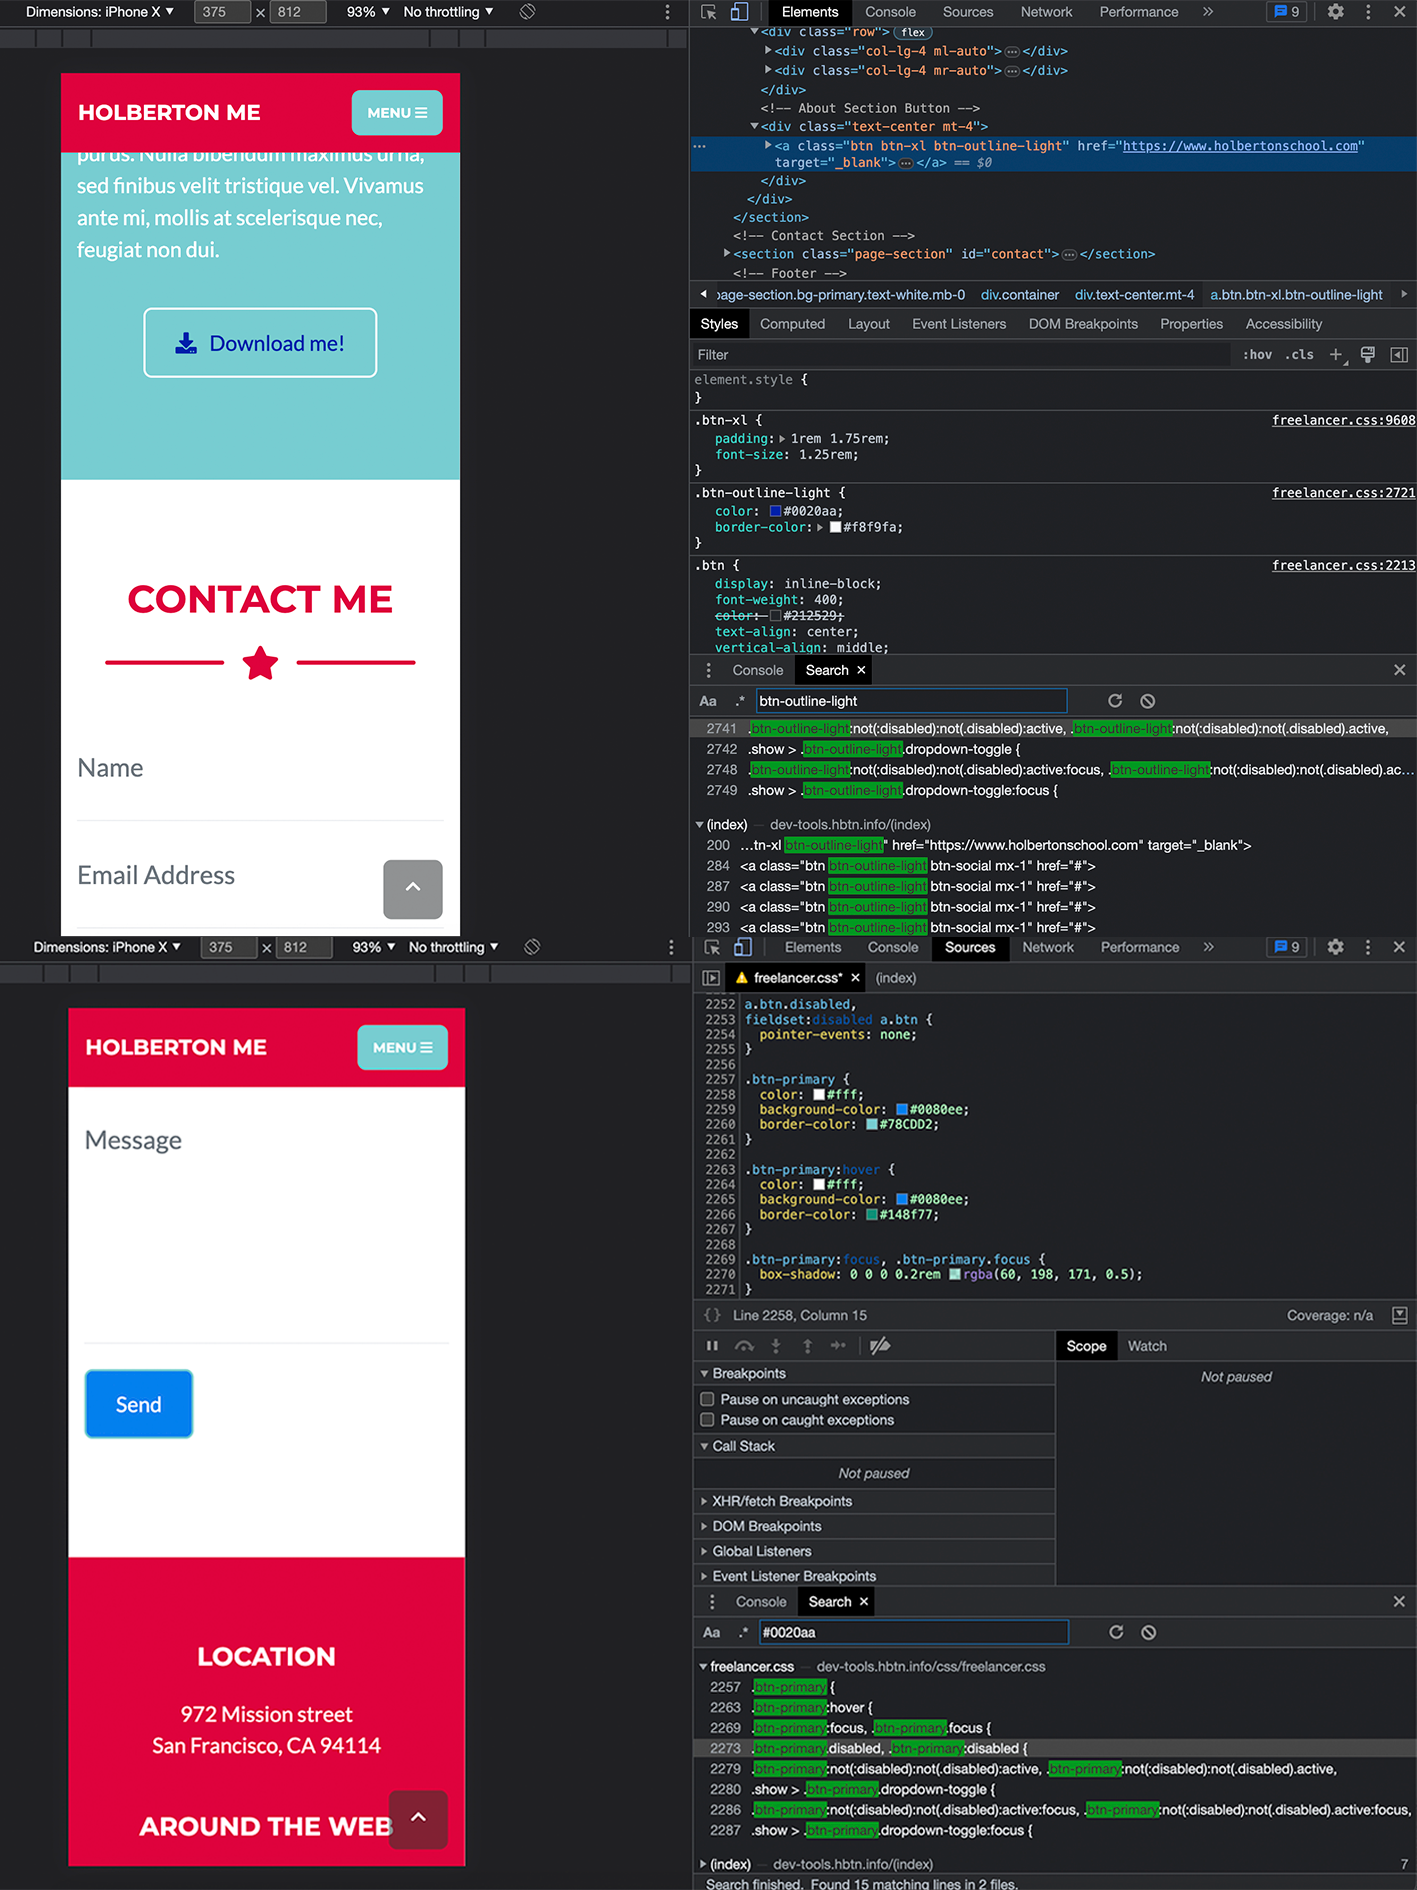 Dimensions: iPhone X ▼ 375 × 812 93% ▼ No throttling ▼
HOLBERTON ME
MENU
purus. Nulla bibendum maximus urna,
sed finibus velit tristique vel. Vivamus
ante mi, mollis at scelerisque nec,
feugiat non dui.
Download me!
CONTACT ME
Name
Email Address
Elements Console Sources Network Performance » 9
<div class="row"> flex
<div class="col-lg-4 ml-auto">…</div>
<div class="col-lg-4 mr-auto">…</div>
</div>
<!-- About Section Button -->
<div class="text-center mt-4">
<a class="btn btn-xl btn-outline-light" href="https://www.holbertonschool.com"
target="_blank">…</a> == $0
</div>
</div>
</section>
<!-- Contact Section -->
<section class="page-section" id="contact">…</section>
<!-- Footer -->
page-section.bg-primary.text-white.mb-0 div.container div.text-center.mt-4 a.btn.btn-xl.btn-outline-light
Styles Computed Layout Event Listeners DOM Breakpoints Properties Accessibility
Filter :hov .cls +
element.style {
}
.btn-xl { freelancer.css:9608
padding: 1rem 1.75rem;
font-size: 1.25rem;
}
.btn-outline-light { freelancer.css:2721
color: #0020aa;
border-color: #f8f9fa;
}
.btn { freelancer.css:2213
display: inline-block;
font-weight: 400;
color: #212529;
text-align: center;
vertical-align: middle;
Console Search ×
Aa .* btn-outline-light
2741 .btn-outline-light:not(:disabled):not(.disabled):active, .btn-outline-light:not(:disabled):not(.disabled).active,
2742 .show > .btn-outline-light.dropdown-toggle {
2748 .btn-outline-light:not(:disabled):not(.disabled):active:focus, .btn-outline-light:not(:disabled):not(.disabled).ac…
2749 .show > .btn-outline-light.dropdown-toggle:focus {
(index) — dev-tools.hbtn.info/(index)
200 …tn-xl btn-outline-light" href="https://www.holbertonschool.com" target="_blank">
284 <a class="btn btn-outline-light btn-social mx-1" href="#">
287 <a class="btn btn-outline-light btn-social mx-1" href="#">
290 <a class="btn btn-outline-light btn-social mx-1" href="#">
293 <a class="btn btn-outline-light btn-social mx-1" href="#">
Dimensions: iPhone X ▼ 375 × 812 93% ▼ No throttling ▼
HOLBERTON ME
MENU
Message
Send
LOCATION
972 Mission street
San Francisco, CA 94114
AROUND THE WEB
Elements Console Sources Network Performance » 9
freelancer.css* × (index)
2252 a.btn.disabled,
2253 fieldset:disabled a.btn {
2254 pointer-events: none;
2255 }
2256
2257 .btn-primary {
2258 color: #fff;
2259 background-color: #0080ee;
2260 border-color: #78CDD2;
2261 }
2262
2263 .btn-primary:hover {
2264 color: #fff;
2265 background-color: #0080ee;
2266 border-color: #148f77;
2267 }
2268
2269 .btn-primary:focus, .btn-primary.focus {
2270 box-shadow: 0 0 0 0.2rem rgba(60, 198, 171, 0.5);
2271 }
{} Line 2258, Column 15 Coverage: n/a
Scope Watch
Not paused
Breakpoints
Pause on uncaught exceptions
Pause on caught exceptions
Call Stack
Not paused
XHR/fetch Breakpoints
DOM Breakpoints
Global Listeners
Event Listener Breakpoints
Console Search ×
Aa .* #0020aa
freelancer.css — dev-tools.hbtn.info/css/freelancer.css
2257 .btn-primary {
2263 .btn-primary:hover {
2269 .btn-primary:focus, .btn-primary.focus {
2273 .btn-primary.disabled, .btn-primary:disabled {
2279 .btn-primary:not(:disabled):not(.disabled):active, .btn-primary:not(:disabled):not(.disabled).active,
2280 .show > .btn-primary.dropdown-toggle {
2286 .btn-primary:not(:disabled):not(.disabled):active:focus, .btn-primary:not(:disabled):not(.disabled).active:focus,
2287 .show > .btn-primary.dropdown-toggle:focus {
(index) — dev-tools.hbtn.info/(index) 7
Search finished. Found 15 matching lines in 2 files.